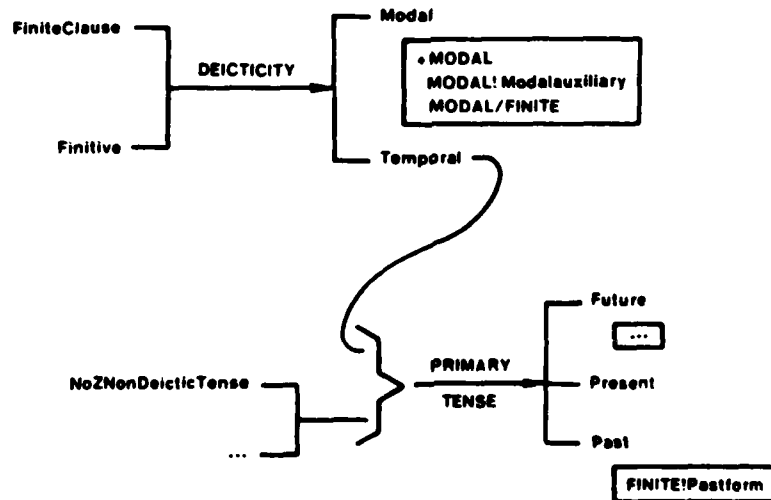 FiniteClause
DEICTICITY
Finitive
Modal
+MODAL
MODAL!Modalauxiliary
MODAL/FINITE
Temporal
NoZNonDeicticTense
...
PRIMARY
TENSE
Future
...
Present
Past
FINITE!Pastform